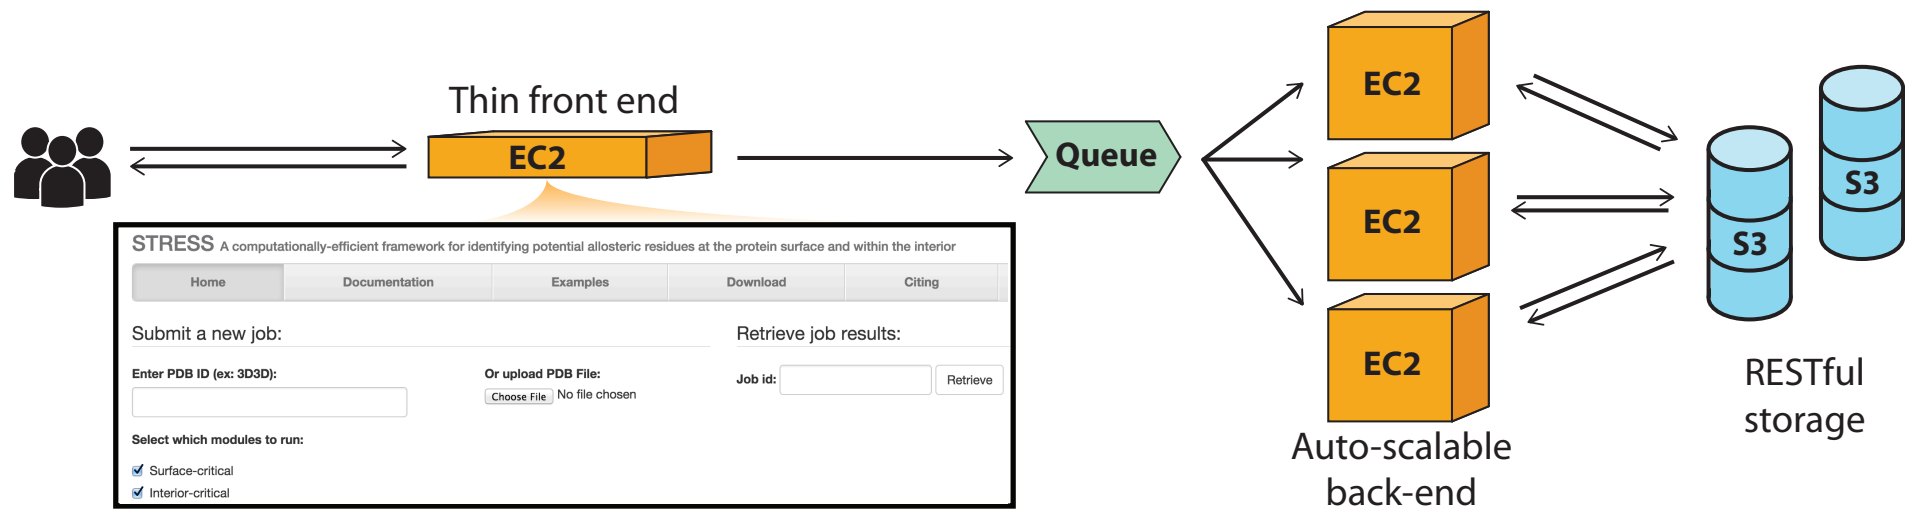 Thin front end
EC2
Queue
EC2
EC2
EC2
Auto-scalable
back-end
S3
S3
RESTful
storage
STRESS A computationally-efficient framework for identifying potential allosteric residues at the protein surface and within the interior
Home Documentation Examples Download Citing
Submit a new job:
Enter PDB ID (ex: 3D3D):
Or upload PDB File:
Choose File No file chosen
Select which modules to run:
Surface-critical
Interior-critical
Retrieve job results:
Job id: Retrieve